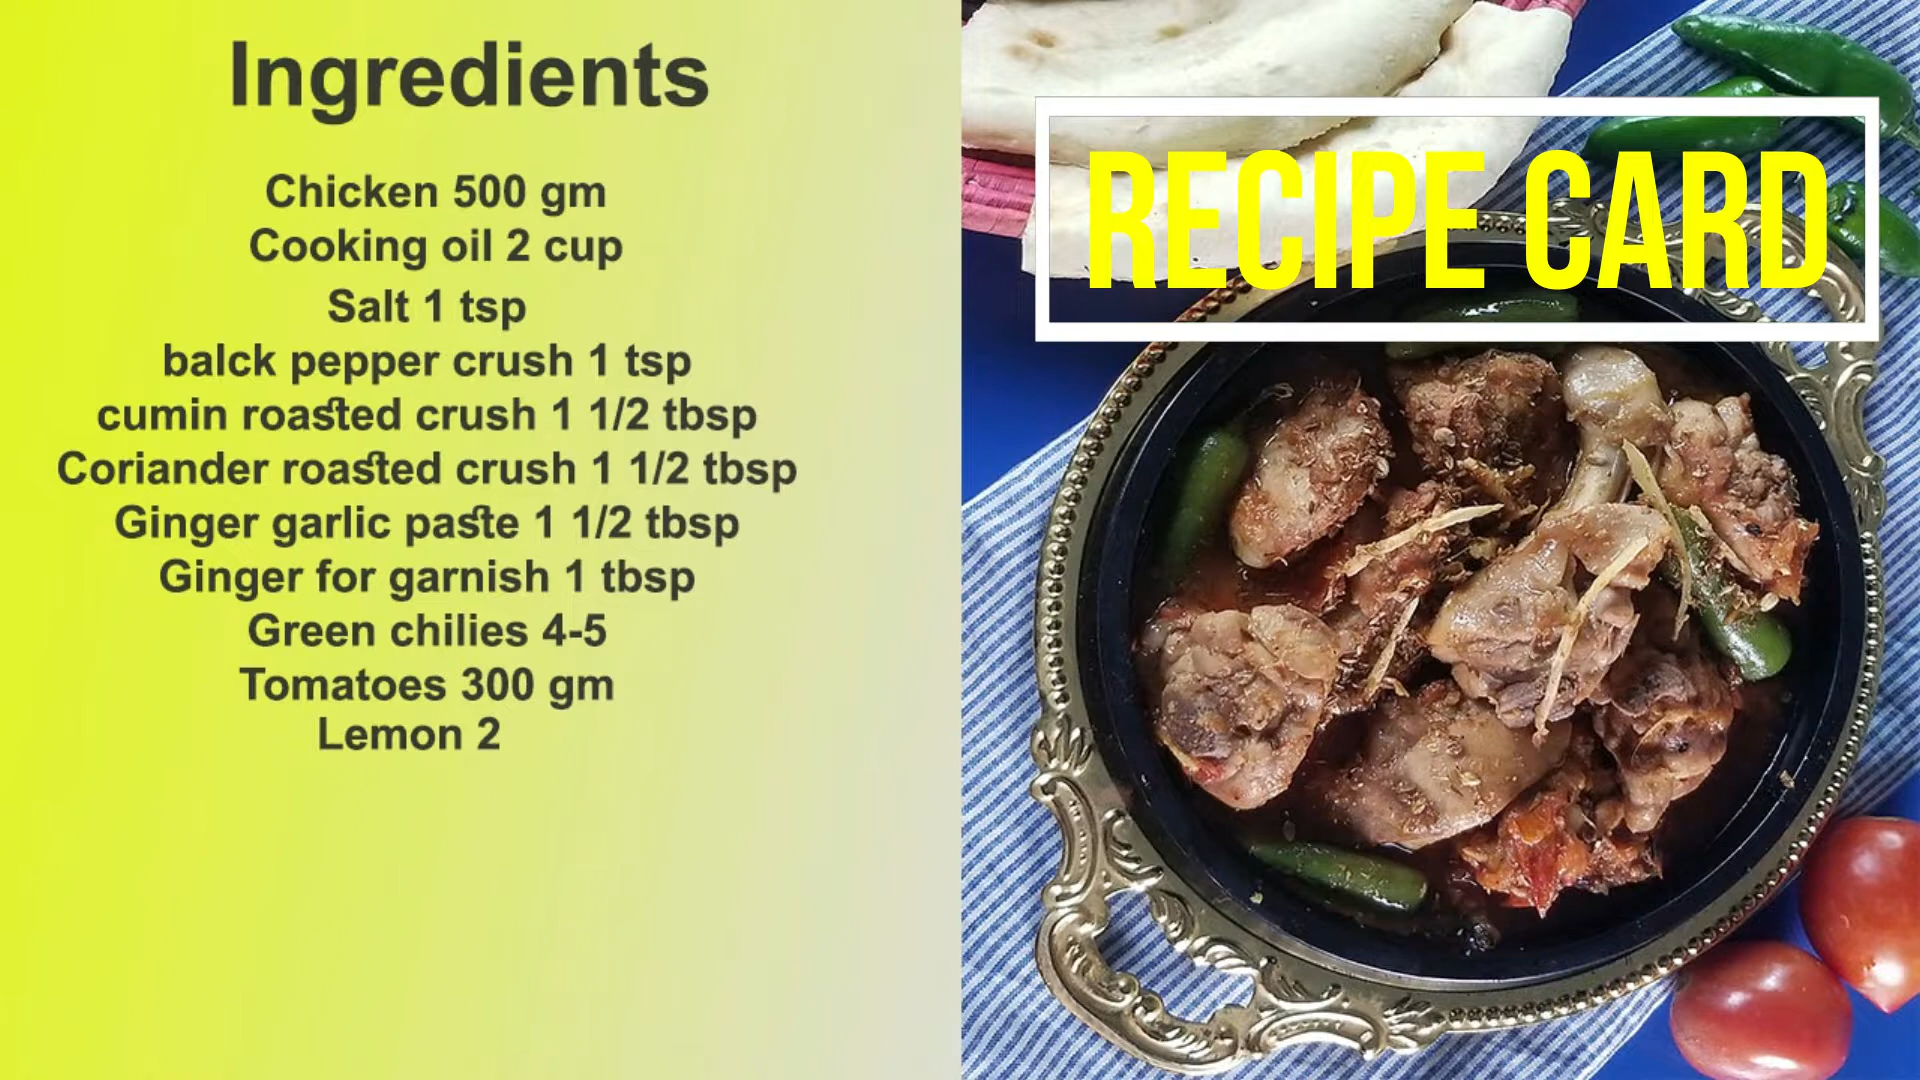 Ingredients
Chicken 500 gm
Cooking oil 2 cup
Salt 1 tsp
balck pepper crush 1 tsp
cumin roasted crush 1 1/2 tbsp
Coriander roasted crush 1 1/2 tbsp
Ginger garlic paste 1 1/2 tbsp
Ginger for garnish 1 tbsp
Green chilies 4-5
Tomatoes 300 gm
Lemon 2
RECIPE CARD